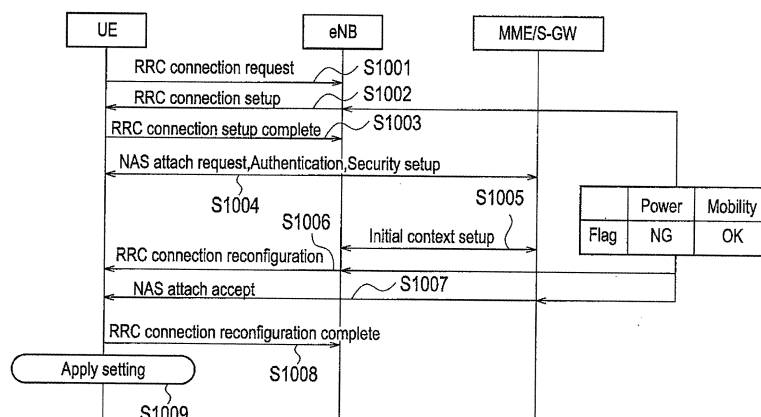 UE
eNB
MME/S-GW
RRC connection request
S1001
RRC connection setup
S1002
RRC connection setup complete
S1003
NAS attach request,Authentication,Security setup
S1004
S1005
Power Mobility
Flag NG OK
S1006
Initial context setup
RRC connection reconfiguration
NAS attach accept
S1007
RRC connection reconfiguration complete
S1008
Apply setting
S1009